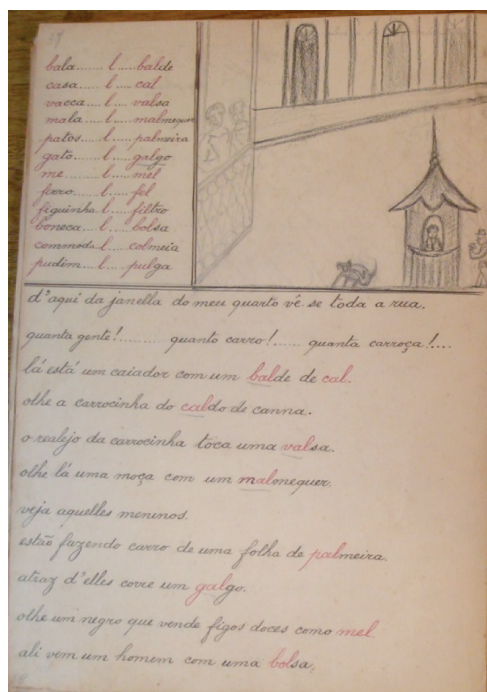 bala....... l.... balde
casa....... l.... cal
vacca.... l.... valsa
mala...... l.... malmequer
patos..... l.... palmeira
gato....... l.... galgo
me......... l..... mel
ferro...... l.... fel
figuinha. l.... filtro
boneca... l.... bolsa
commoda l.... colmeia
pudim.... l.... pulga
d'aqui da janella do meu quarto vê-se toda a rua.
quanta gente!......... quanto carro!...... quanta carroça!....
lá está um caiador com um balde de cal.
olhe a carrocinha do caldo de canna.
o realejo da carrocinha toca uma valsa.
olhe lá uma moça com um malmequer.
veja aquelles meninos.
estão fazendo carro de uma folha de palmeira.
atraz d'elles corre um galgo.
olhe um negro que vende figos doces como mel.
ali vem um homem com uma bolsa.